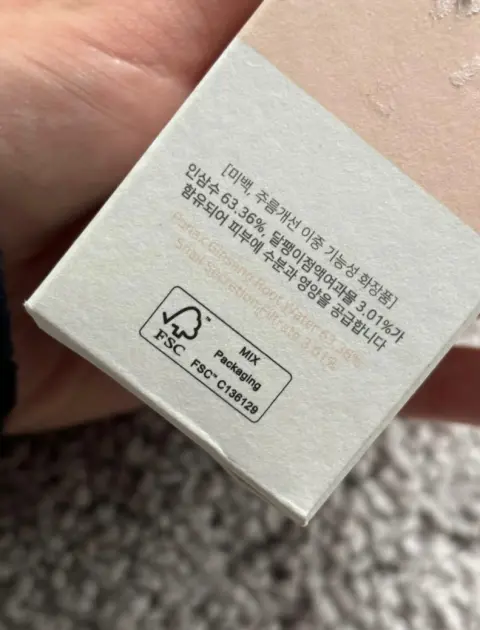 [미백, 주름개선 이중 기능성 화장품]
인삼수 63.36%, 달팽이점액여과물 3.01%가
함유되어 피부에 수분과 영양을 공급합니다
Panax Ginseng Root Water 63.36%
Snail Secretion Filtrate 3.01%
FSC
MIX
Packaging
FSC™ C136129